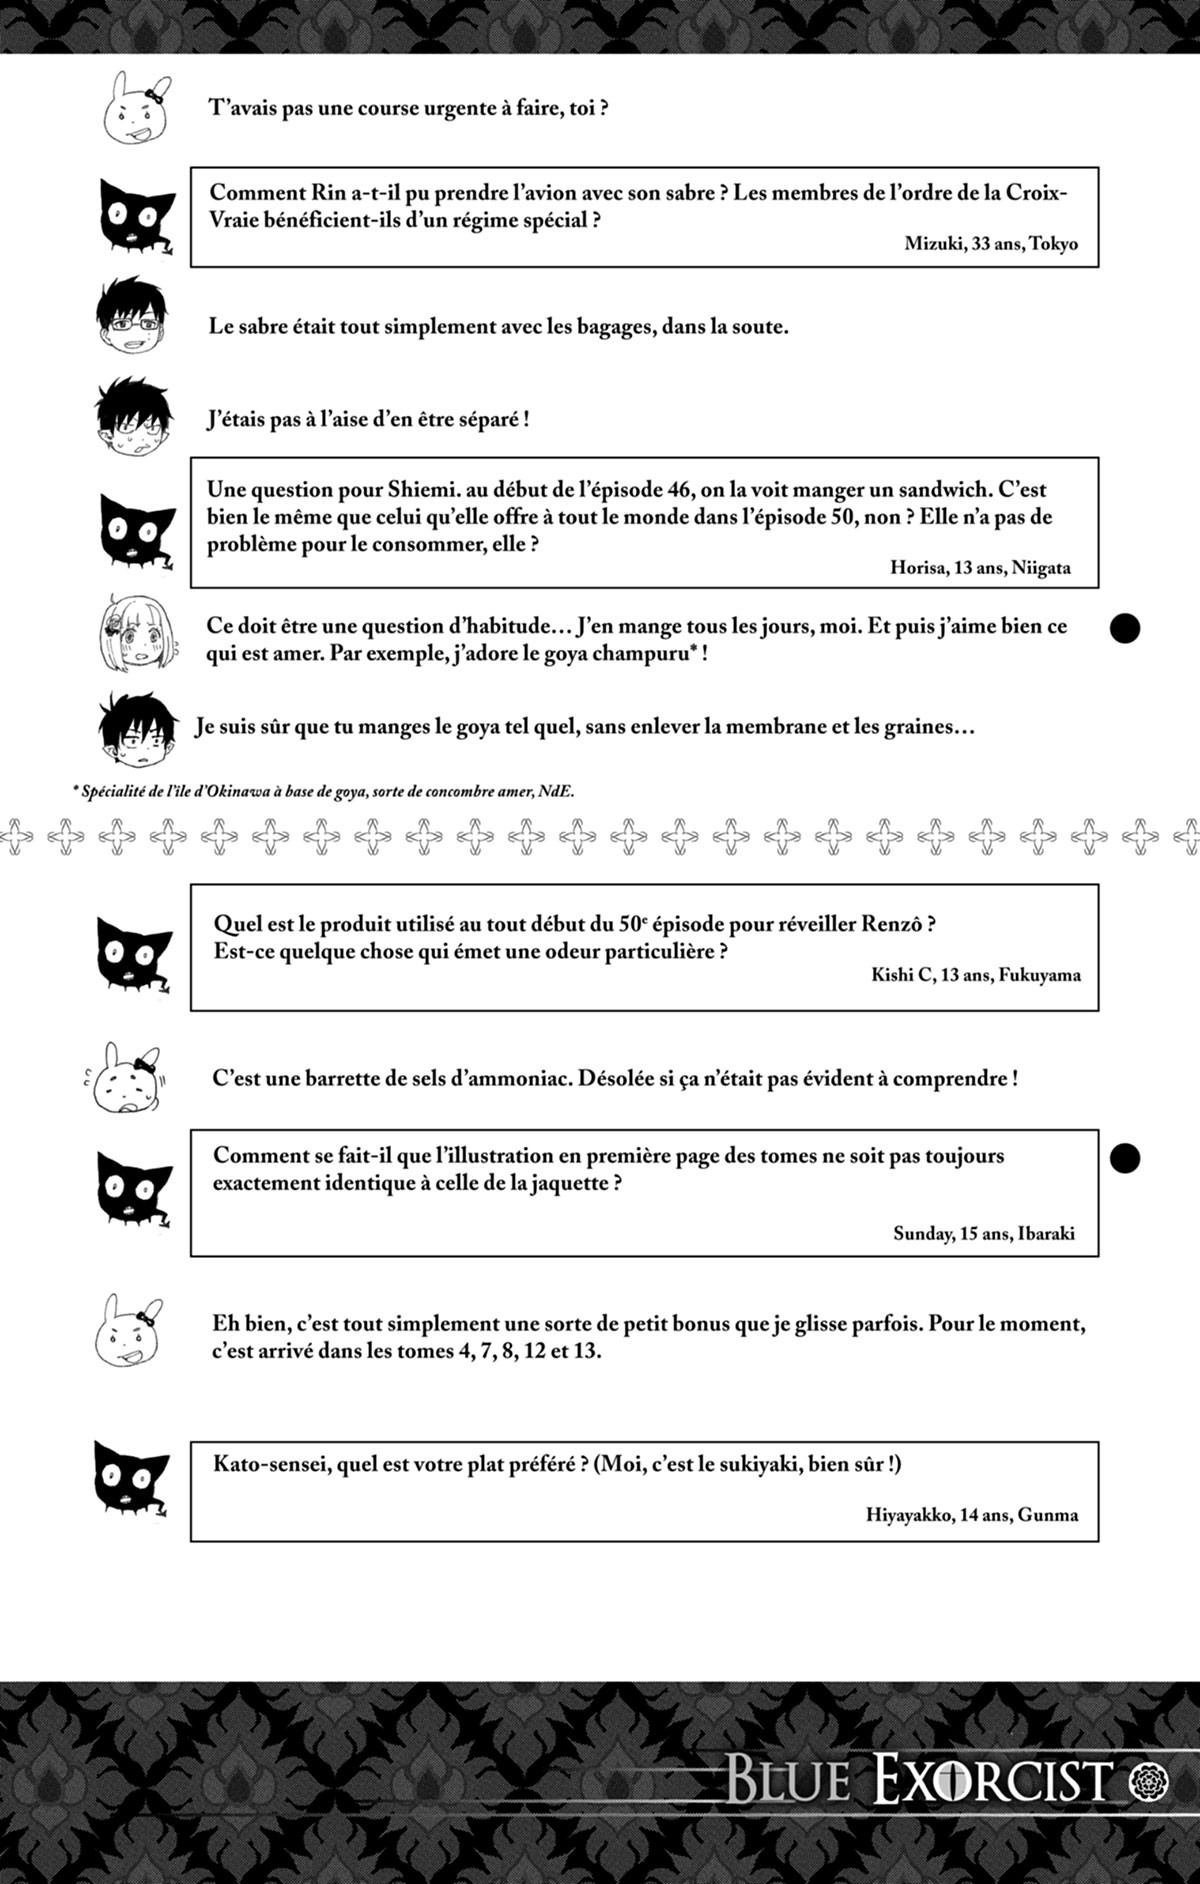 T'avais pas une course urgente à faire, toi ?
Comment Rin a-t-il pu prendre l'avion avec son sabre ? Les membres de l'ordre de la Croix-
Vraie bénéficient-ils d'un régime spécial ?
Mizuki, 33 ans, Tokyo
Le sabre était tout simplement avec les bagages, dans la soute.
J'étais pas à l'aise d'en être séparé !
Une question pour Shiemi. au début de l'épisode 46, on la voit manger un sandwich. C'est
bien le même que celui qu'elle offre à tout le monde dans l'épisode 50, non ? Elle n'a pas de
problème pour le consommer, elle ?
Horisa, 13 ans, Niigata
Ce doit être une question d'habitude… J'en mange tous les jours, moi. Et puis j'aime bien ce
qui est amer. Par exemple, j'adore le goya champuru* !
Je suis sûr que tu manges le goya tel quel, sans enlever la membrane et les graines…
* Spécialité de l'île d'Okinawa à base de goya, sorte de concombre amer, NdE.
Quel est le produit utilisé au tout début du 50e épisode pour réveiller Renzô ?
Est-ce quelque chose qui émet une odeur particulière ?
Kishi C, 13 ans, Fukuyama
C'est une barrette de sels d'ammoniac. Désolée si ça n'était pas évident à comprendre !
Comment se fait-il que l'illustration en première page des tomes ne soit pas toujours
exactement identique à celle de la jaquette ?
Sunday, 15 ans, Ibaraki
Eh bien, c'est tout simplement une sorte de petit bonus que je glisse parfois. Pour le moment,
c'est arrivé dans les tomes 4, 7, 8, 12 et 13.
Kato-sensei, quel est votre plat préféré ? (Moi, c'est le sukiyaki, bien sûr !)
Hiyayakko, 14 ans, Gunma
BLUE EXORCIST